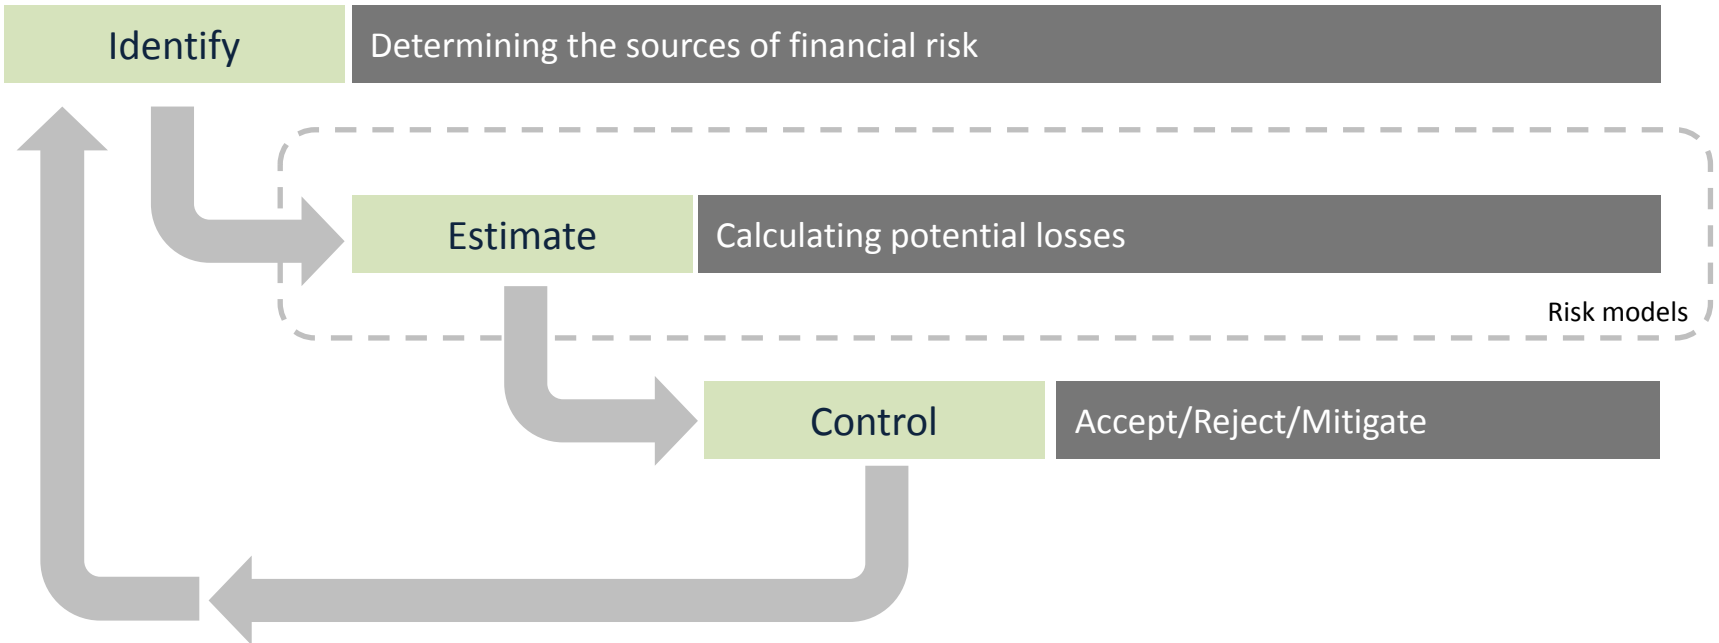 Identify
Determining the sources of financial risk
Estimate
Calculating potential losses
Risk models
Control
Accept/Reject/Mitigate